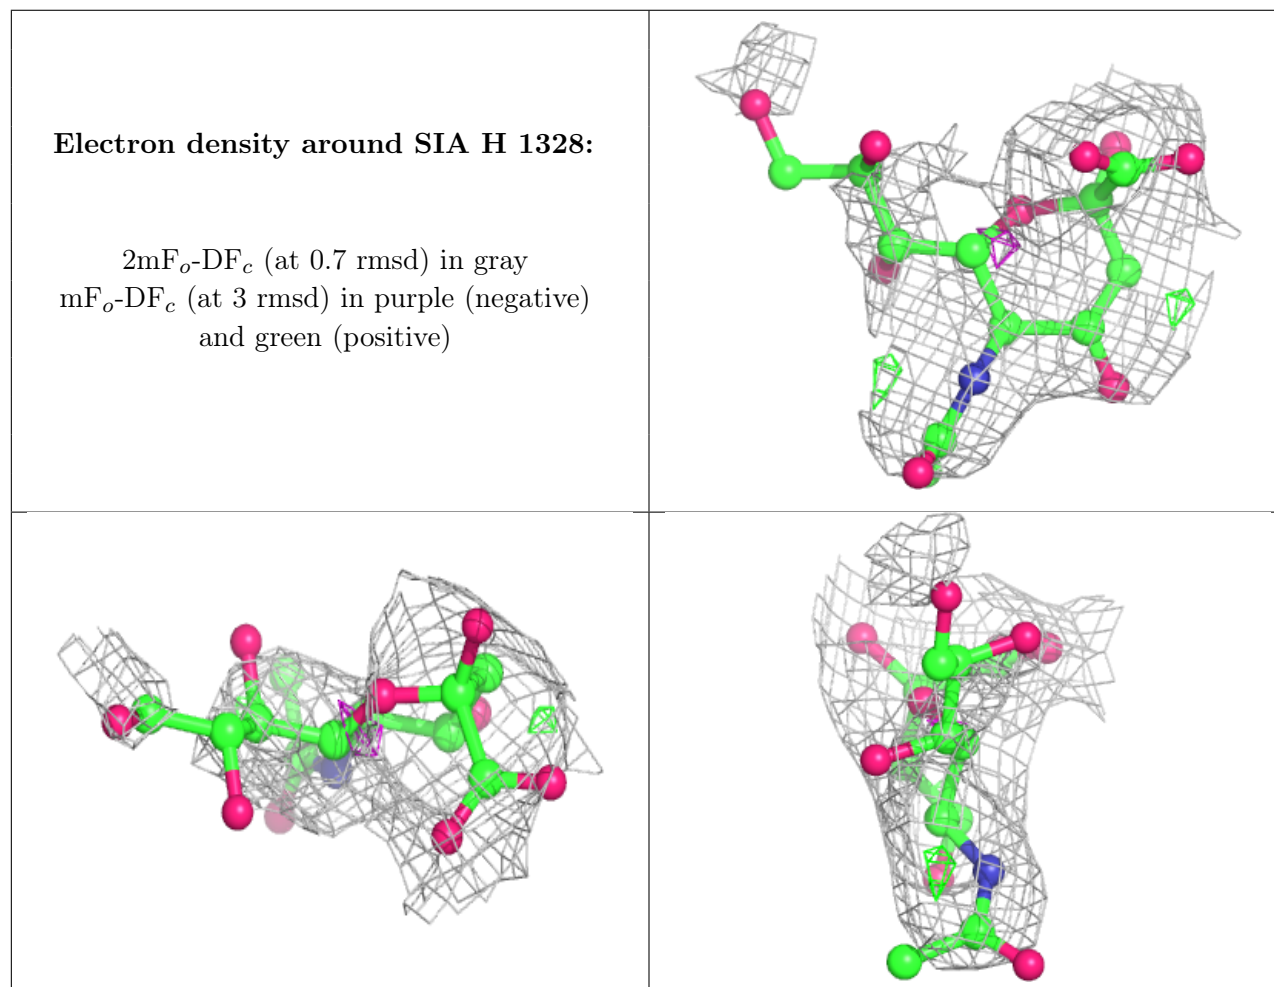 Electron density around SIA H 1328:
2mFo-DFc (at 0.7 rmsd) in gray
mFo-DFc (at 3 rmsd) in purple (negative)
and green (positive)